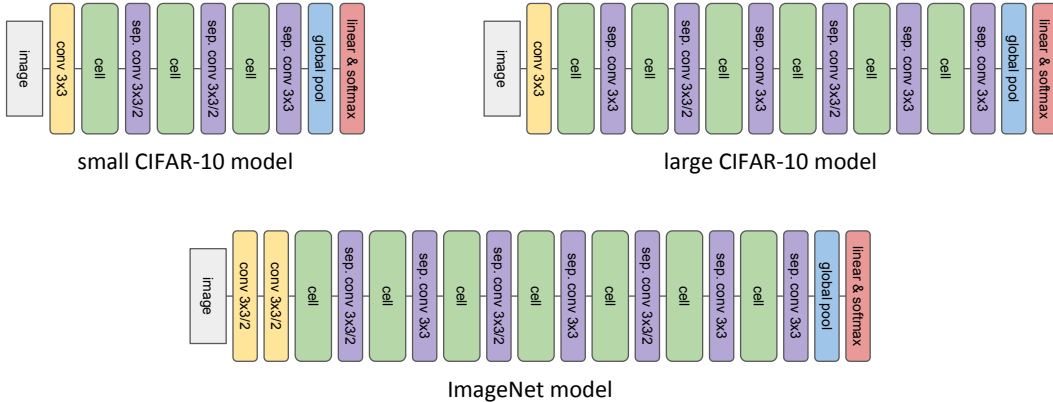 image
conv 3x3
cell
sep. conv 3x3/2
cell
sep. conv 3x3/2
cell
sep. conv 3x3
global pool
linear & softmax
small CIFAR-10 model
image
conv 3x3
cell
sep. conv 3x3
cell
sep. conv 3x3/2
cell
sep. conv 3x3
cell
sep. conv 3x3/2
cell
sep. conv 3x3
cell
sep. conv 3x3
global pool
linear & softmax
large CIFAR-10 model
image
conv 3x3/2
conv 3x3/2
cell
sep. conv 3x3/2
cell
sep. conv 3x3
cell
sep. conv 3x3/2
cell
sep. conv 3x3
cell
sep. conv 3x3/2
cell
sep. conv 3x3
cell
sep. conv 3x3
global pool
linear & softmax
ImageNet model